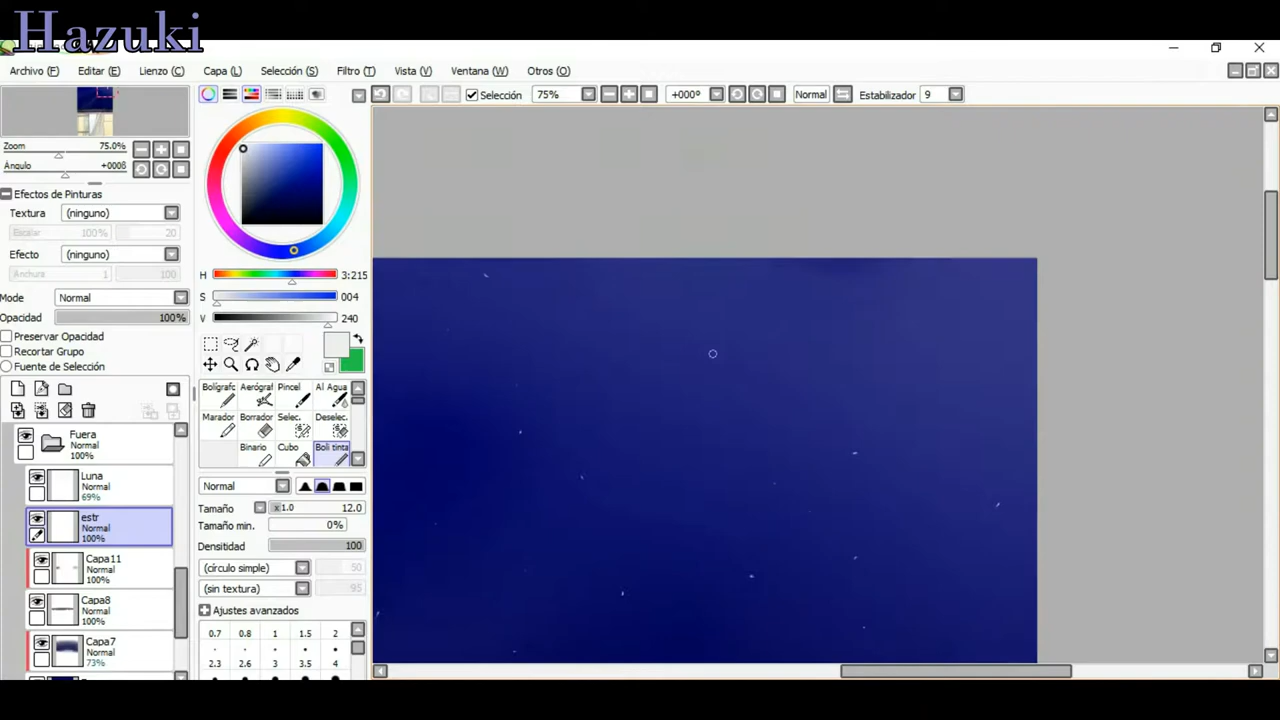 Hazuki
Archivo (F) Editar (E) Lienzo (C) Capa (L) Selección (S) Filtro (T) Vista (V) Ventana (W) Otros (O)
Selección 75% +000º Normal Estabilizador 9
Zoom 75.0%
Ángulo +000ß
Efectos de Pinturas
Textura (ninguno)
Escalar 100% 20
Efecto (ninguno)
Anchura 1 100
Mode Normal
Opacidad 100%
Preservar Opacidad
Recortar Grupo
Fuente de Selección
Fuera
Normal
100%
Luna
Normal
69%
estr
Normal
100%
Capa11
Normal
100%
Capa8
Normal
100%
Capa7
Normal
73%
H 3:215
S 004
V 240
Bolígrafc Aerógraf Pincel Al Agua
Marador Borrador Selec. Deselec.
Binario Cubo Boli tinta
Normal
Tamaño x1.0 12.0
Tamaño min. 0%
Densitidad 100
(círculo simple) 50
(sin textura) 95
Ajustes avanzados
0.7 0.8 1 1.5 2
2.3 2.6 3 3.5 4